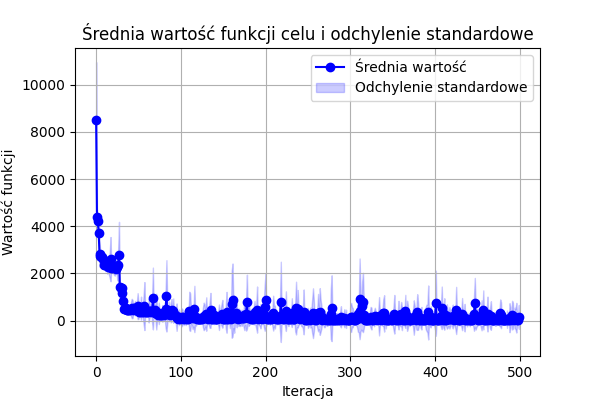 Średnia wartość funkcji celu i odchylenie standardowe
Średnia wartość
Odchylenie standardowe
Wartość funkcji
10000
8000
6000
4000
2000
0
0 100 200 300 400 500
Iteracja